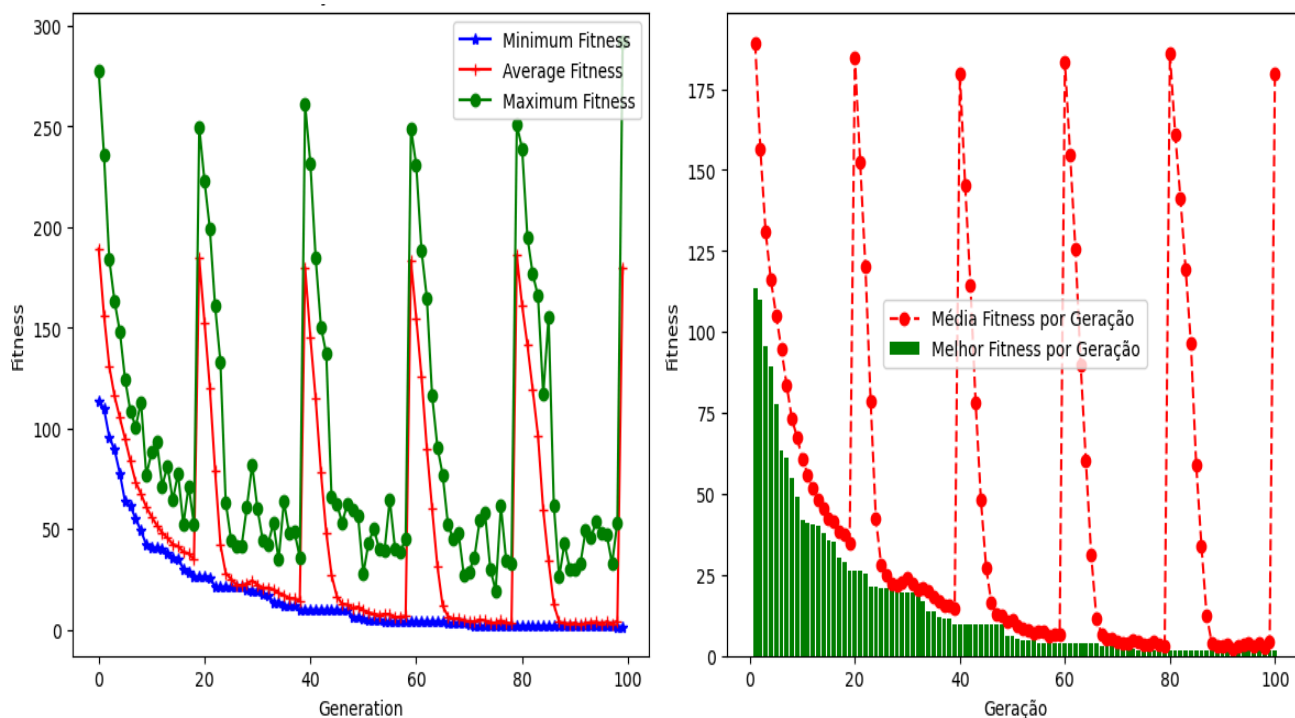 Minimum Fitness
Average Fitness
Maximum Fitness
300
250
200
150
100
50
0
Fitness
0 20 40 60 80 100
Generation
Média Fitness por Geração
Melhor Fitness por Geração
175
150
125
100
75
50
25
0
Fitness
0 20 40 60 80 100
Geração